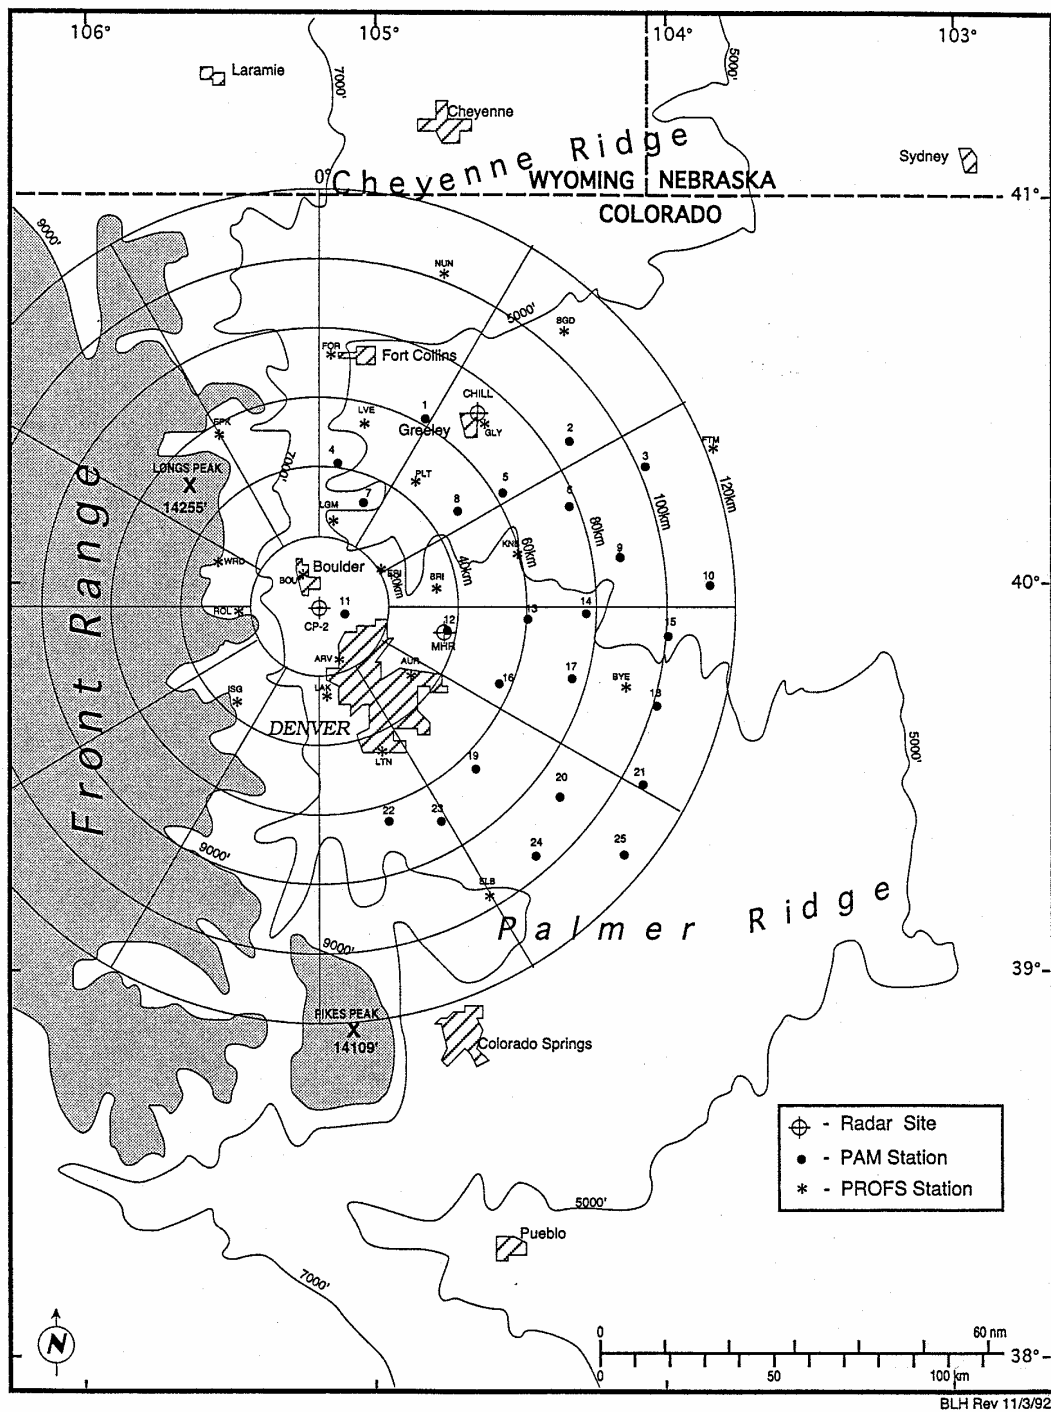 106°
105°
104°
103°
Laramie
7000'
5000'
Cheyenne
Cheyenne Ridge
Sydney
0°
WYOMING
NEBRASKA
41°
COLORADO
9000'
NUN
5000'
BGD
FOR
Fort Collins
CHILL
LVE
1
Greeley
GLY
2
EPK
FTM
4
3
LONGS PEAK
X
14255'
7000'
PLT
5
7
8
6
LGM
120km
100km
80km
60km
40km
20km
KNB
9
WRD
Boulder
BOU
ERI
BRI
10
40°
Front Range
ROL
CP-2
11
12
MHR
13
14
15
ARV
AUR
16
17
BYE
18
ISG
LAK
DENVER
LTN
5000'
19
20
21
22
23
24
25
9000'
ELB
Palmer Ridge
9000'
39°
PIKES PEAK
X
14109'
Colorado Springs
- Radar Site
- PAM Station
- PROFS Station
5000'
Pueblo
7000'
N
0
60 nm
38°
0
50
100 km
BLH Rev 11/3/92